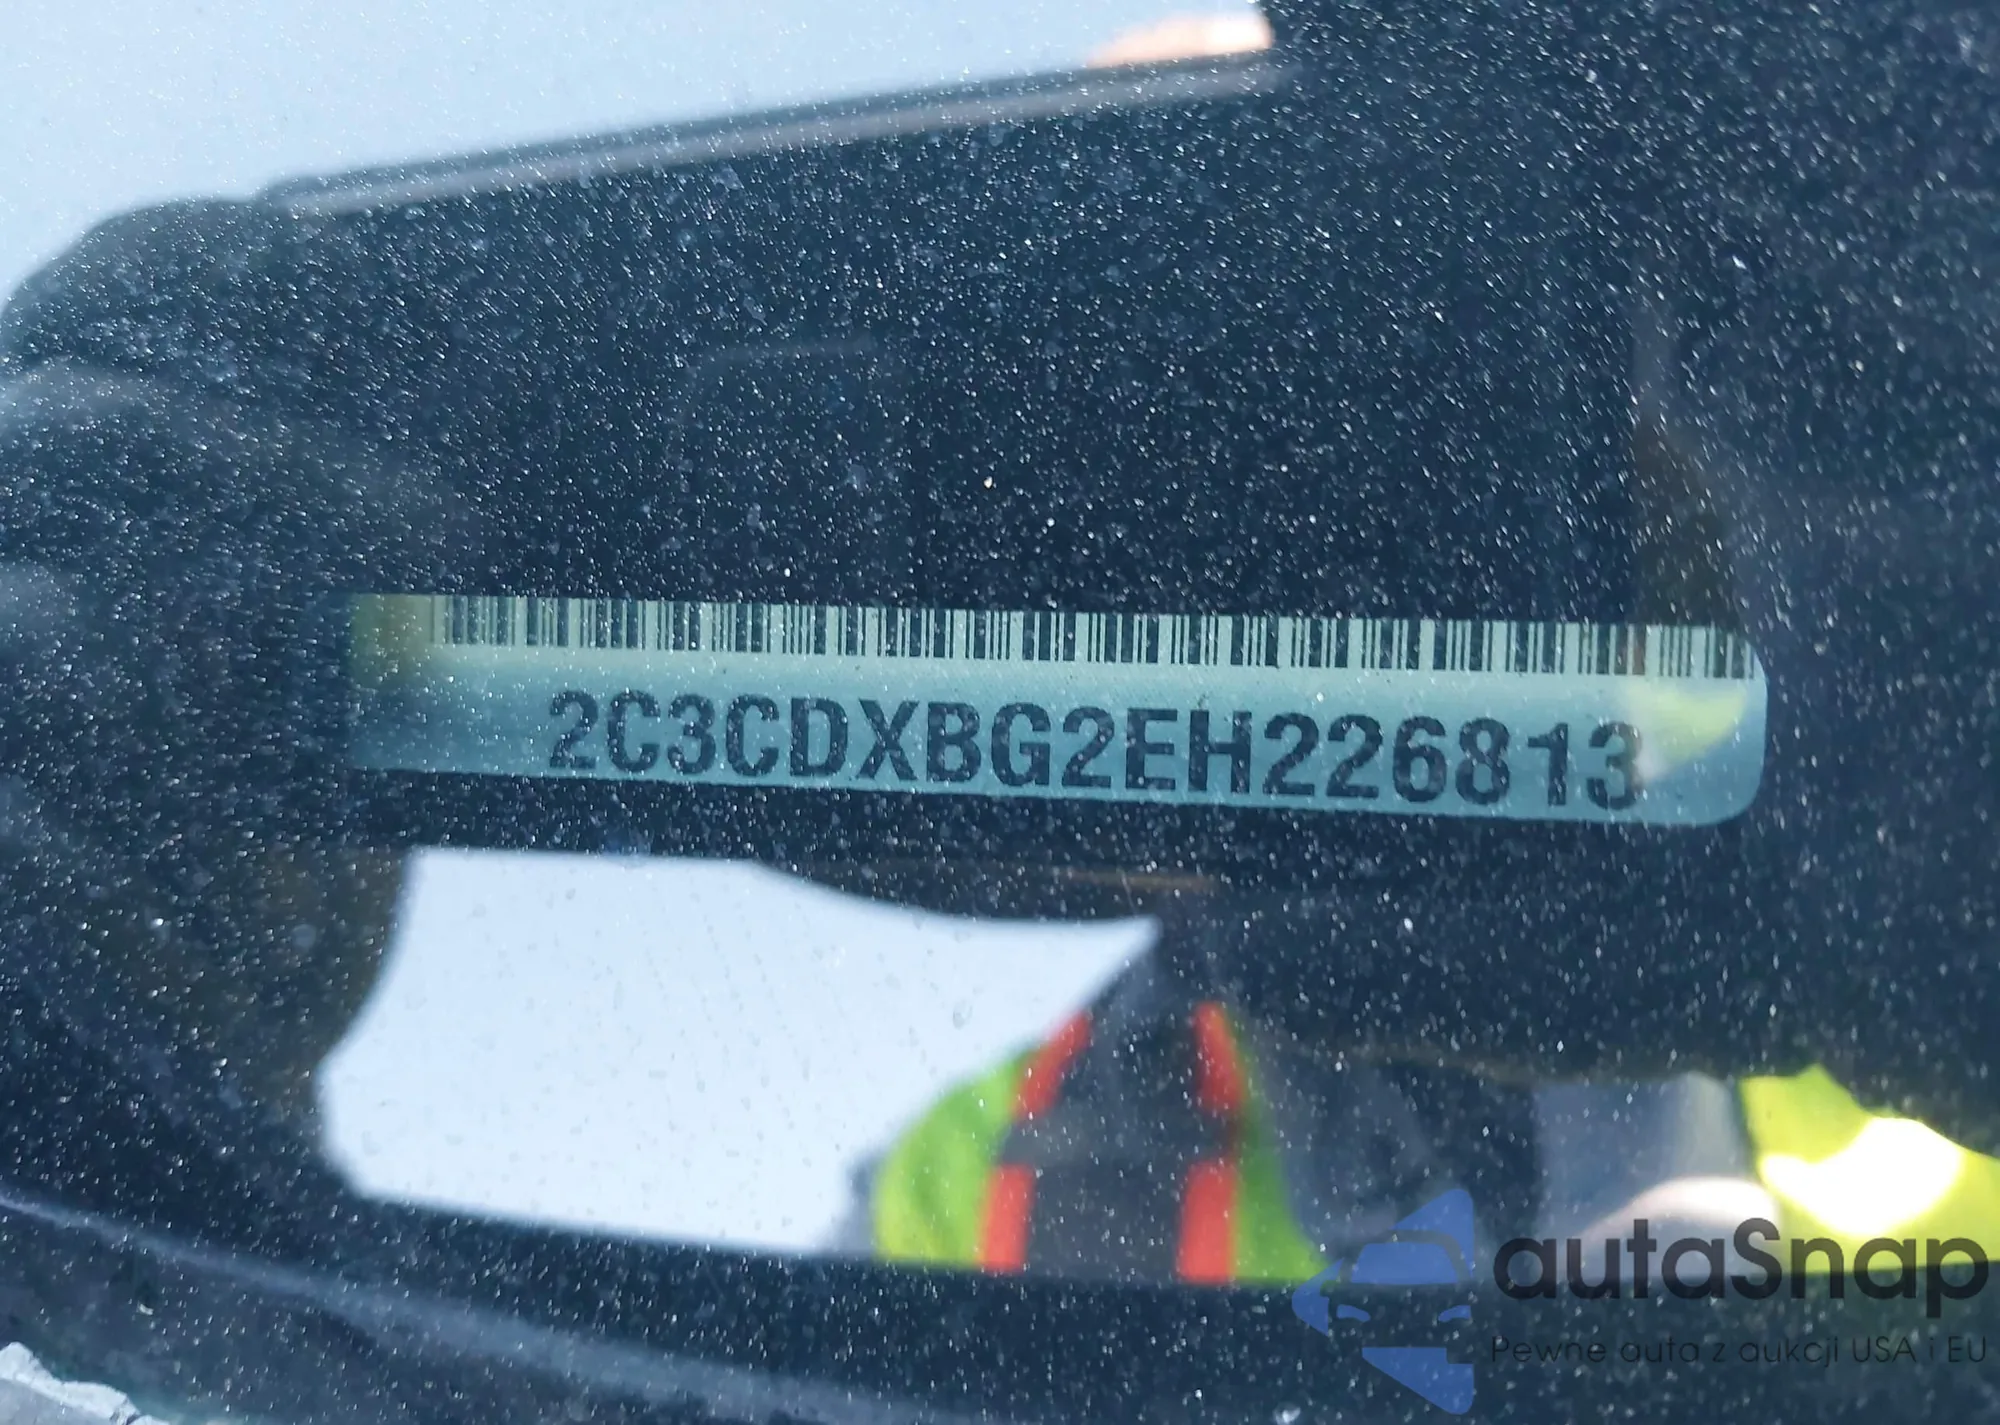 2C3CDXBG2EH226813
autaSnap
Pewne auta z aukcji USA i EU